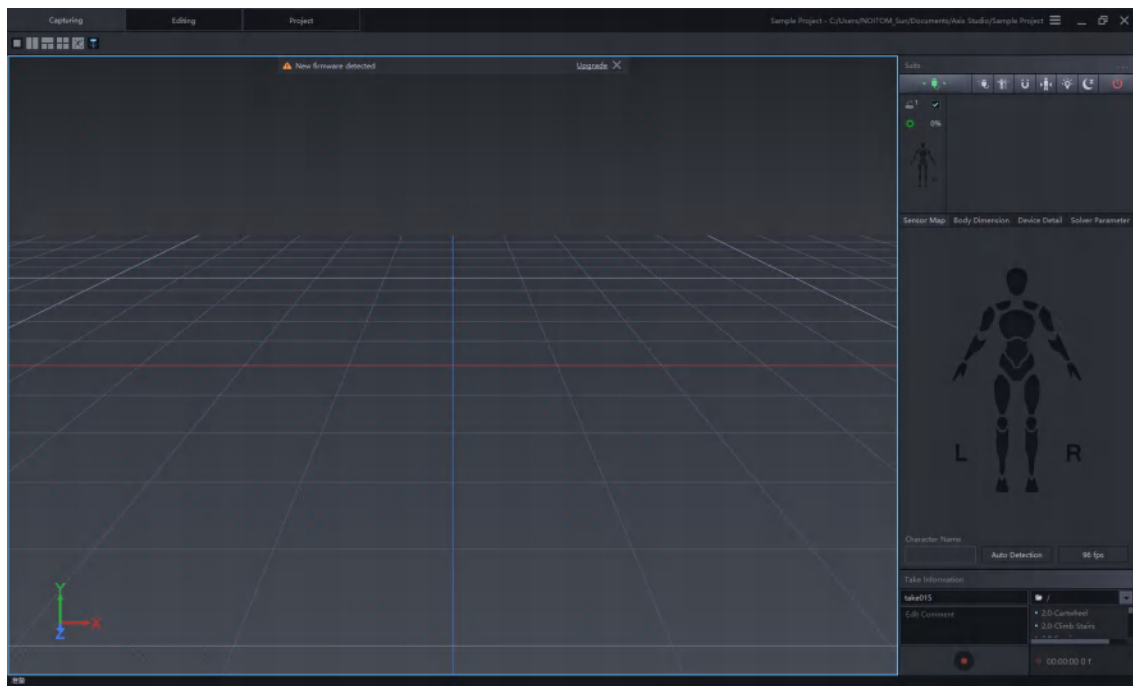 Capturing
Editing
Project
Sample Project - C:/Users/NOITOM_Sun/Documents/Axis Studio/Sample Project
New firmware detected
Upgrade
Suits
1
0%
Sensor Map
Body Dimension
Device Detail
Solver Parameter
L
R
Character Name
Auto Detection
96 fps
Take Information
take015
/
Edit Comment
2.0-Cartwheel
2.0-Climb Stairs
00:00:00 0 f
Y
X
Z